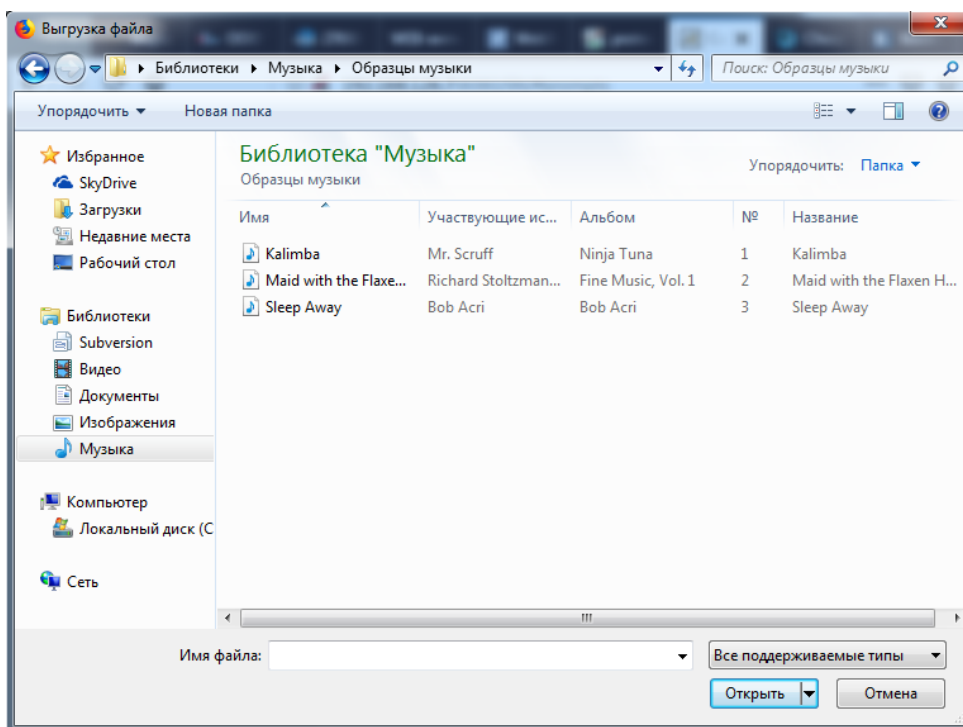 Выгрузка файла
Библиотеки Музыка Образцы музыки Поиск: Образцы музыки
Упорядочить Новая папка
Избранное
SkyDrive
Загрузки
Недавние места
Рабочий стол
Библиотеки
Subversion
Видео
Документы
Изображения
Музыка
Компьютер
Локальный диск (C
Сеть
Библиотека "Музыка"
Образцы музыки
Упорядочить: Папка
Имя Участвующие ис... Альбом № Название
Kalimba Mr. Scruff Ninja Tuna 1 Kalimba
Maid with the Flaxe... Richard Stoltzman... Fine Music, Vol. 1 2 Maid with the Flaxen H...
Sleep Away Bob Acri Bob Acri 3 Sleep Away
Имя файла: Все поддерживаемые типы
Открыть Отмена